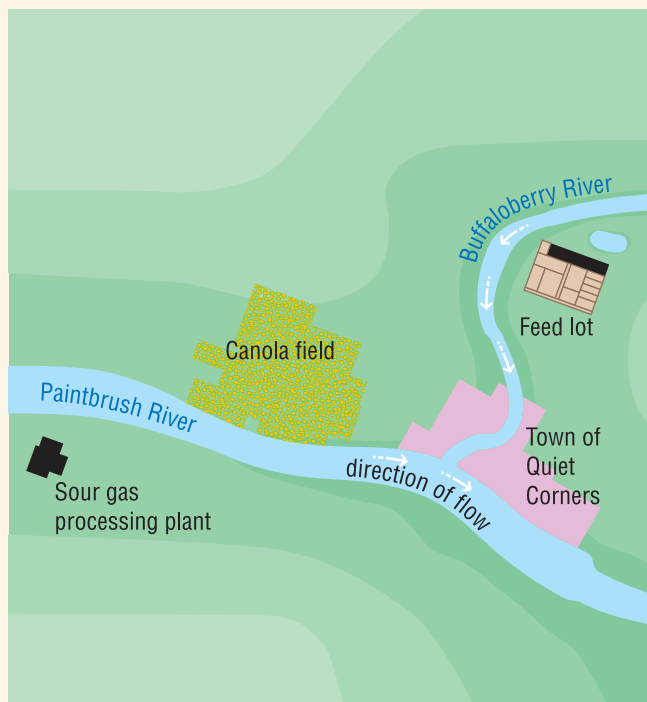 Buffaloberry River
Feed lot
Canola field
Paintbrush River
Town of
Quiet
Corners
direction of flow
Sour gas
processing plant